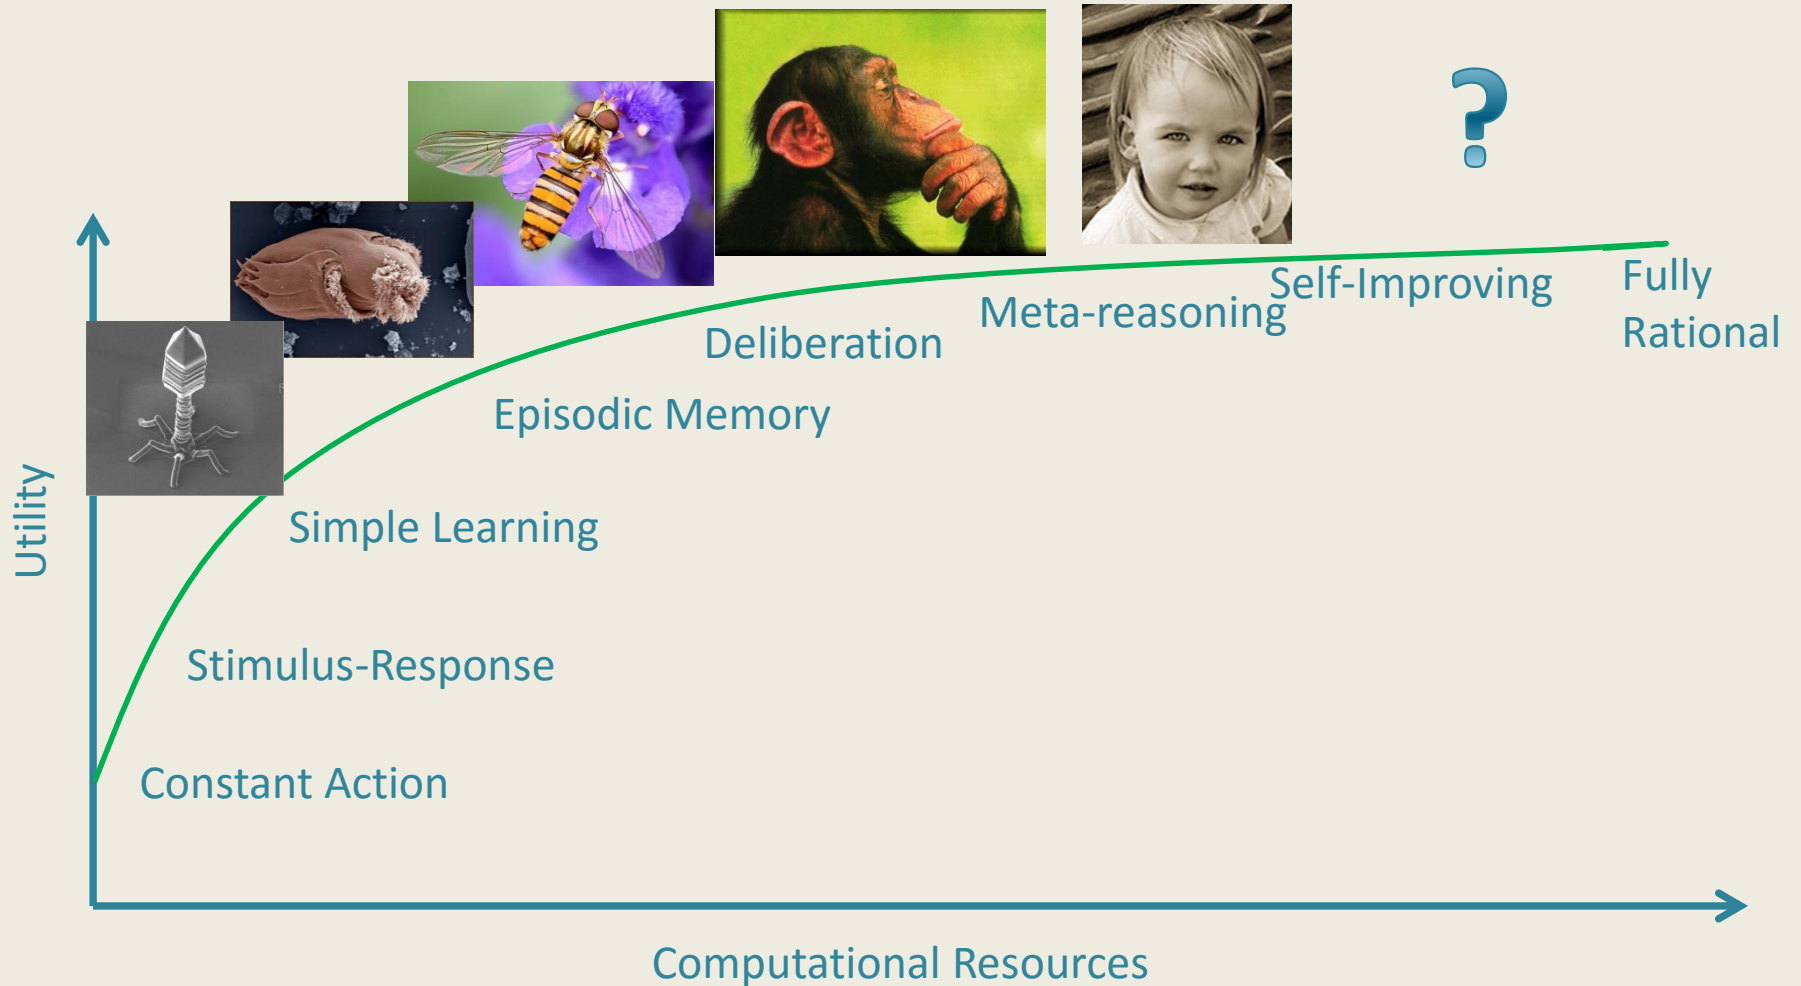 ?
Self-Improving
Fully
Rational
Meta-reasoning
Deliberation
Episodic Memory
Simple Learning
Stimulus-Response
Constant Action
Utility
Computational Resources